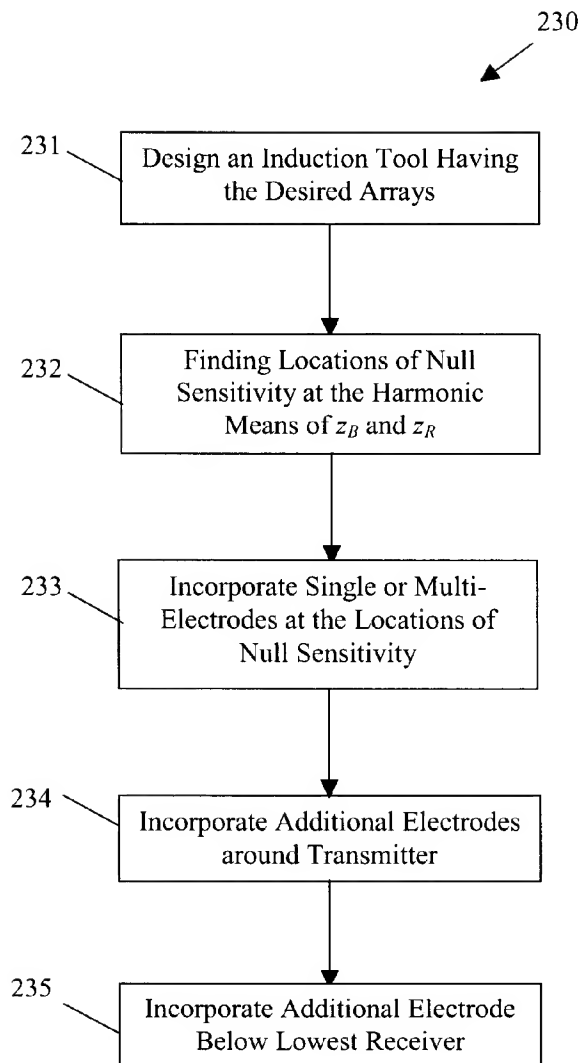 230
231
Design an Induction Tool Having
the Desired Arrays
232
Finding Locations of Null
Sensitivity at the Harmonic
Means of z_B and z_R
233
Incorporate Single or Multi-
Electrodes at the Locations of
Null Sensitivity
234
Incorporate Additional Electrodes
around Transmitter
235
Incorporate Additional Electrode
Below Lowest Receiver